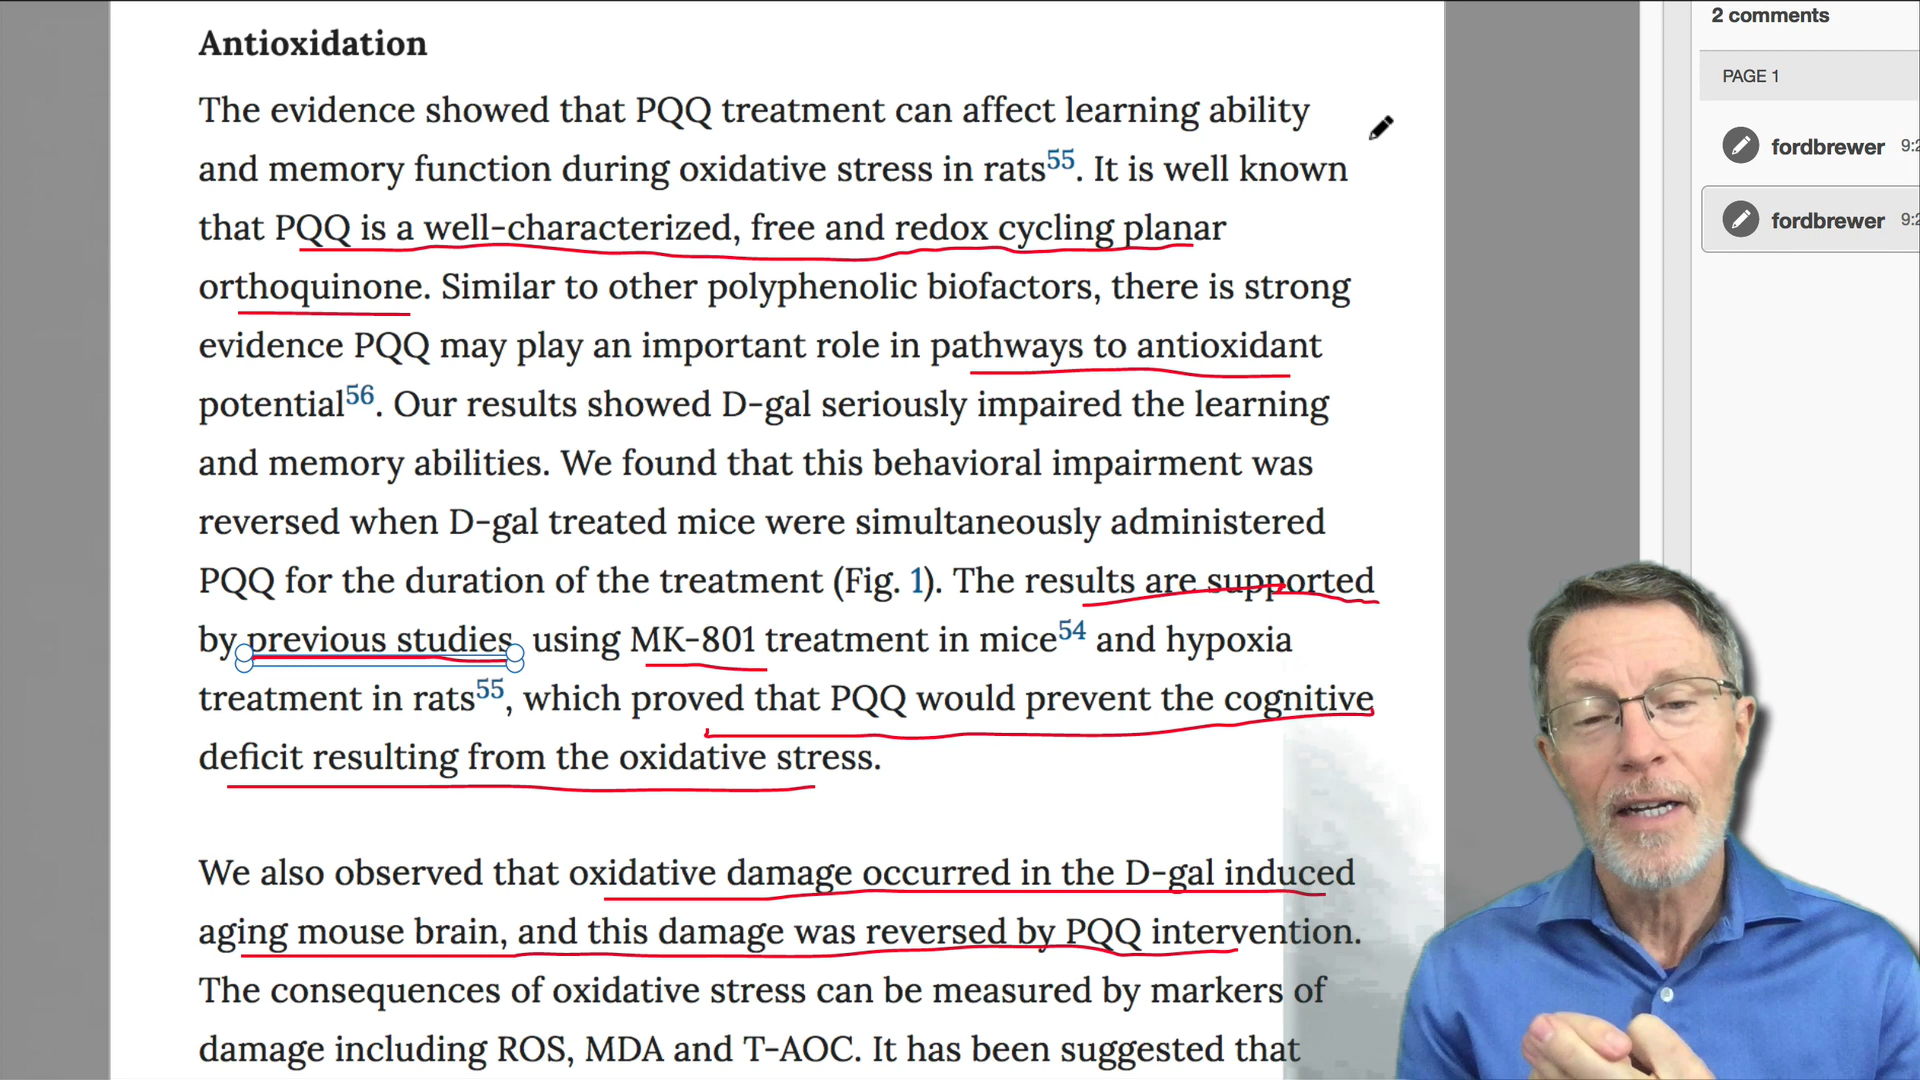 Antioxidation
The evidence showed that PQQ treatment can affect learning ability
and memory function during oxidative stress in rats55. It is well known
that PQQ is a well-characterized, free and redox cycling planar
orthoquinone. Similar to other polyphenolic biofactors, there is strong
evidence PQQ may play an important role in pathways to antioxidant
potential56. Our results showed D-gal seriously impaired the learning
and memory abilities. We found that this behavioral impairment was
reversed when D-gal treated mice were simultaneously administered
PQQ for the duration of the treatment (Fig. 1). The results are supported
by previous studies, using MK-801 treatment in mice54 and hypoxia
treatment in rats55, which proved that PQQ would prevent the cognitive
deficit resulting from the oxidative stress.
We also observed that oxidative damage occurred in the D-gal induced
aging mouse brain, and this damage was reversed by PQQ intervention.
The consequences of oxidative stress can be measured by markers of
damage including ROS, MDA and T-AOC. It has been suggested that
2 comments
PAGE 1
fordbrewer
fordbrewer